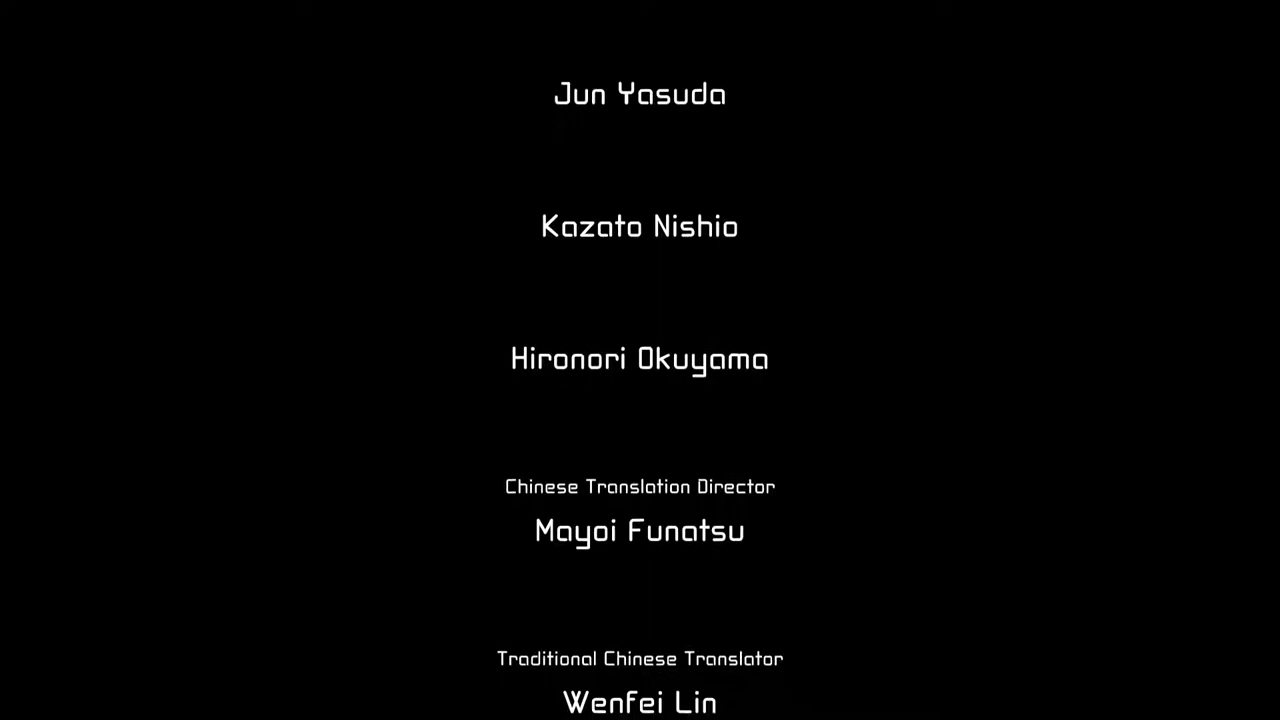 Jun Yasuda
Kazato Nishio
Hironori Okuyama
Chinese Translation Director
Mayoi Funatsu
Traditional Chinese Translator
Wenfei Lin